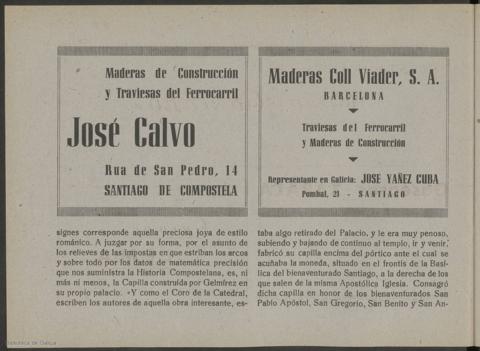 Maderas de Construcción
y Traviesas del Ferrocarril
José Calvo
Rua de San Pedro, 14
SANTIAGO DE COMPOSTELA
Maderas Coll Viader, S. A.
BARCELONA
Traviesas del Ferrocarril
y Maderas de Construcción
Representante en Galicia: JOSE YAÑEZ CUBA
Pombal, 21 - SANTIAGO
signes corresponde aquella preciosa joya de estilo
románico. A juzgar por su forma, por el asunto de
los relieves de las impostas en que estriban los arcos
y sobre todo por los datos de matemática precisión
que nos suministra la Historia Compostelana, es, ni
más ni menos, la Capilla construída por Gelmírez en
su propio palacio. «Y como el Coro de la Catedral,
escriben los autores de aquella obra interesante, es-
taba algo retirado del Palacio, y le era muy penoso,
subiendo y bajando de continuo al templo, ir y venir,
fabricó su capilla encima del pórtico ante el cual se
acuñaba la moneda, situado en el frontis de la Basí-
lica del bienaventurado Santiago, a la derecha de los
que salen de la misma Apostólica Iglesia. Consagró
dicha capilla en honor de los bienaventurados San
Pablo Apóstol, San Gregorio, San Benito y San An-
Biblioteca de Galicia